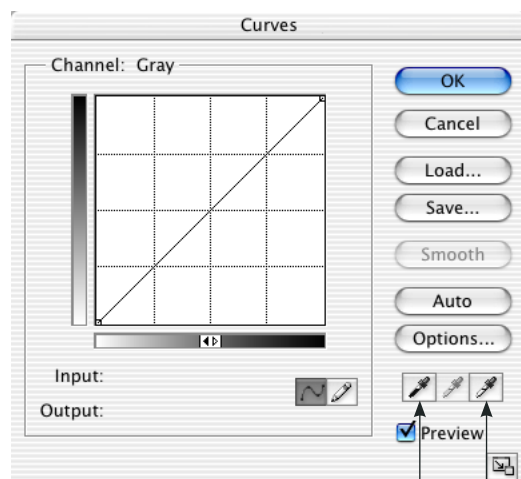 Curves
Channel: Gray
OK
Cancel
Load...
Save...
Smooth
Auto
Options...
Input:
Output:
Preview